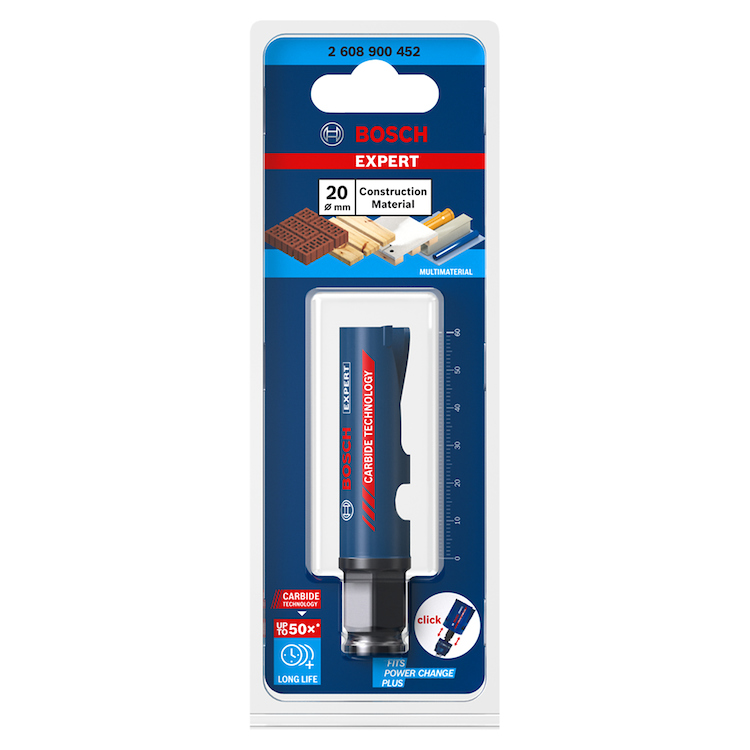 2 608 900 452
BOSCH
EXPERT
20
Ø mm
Construction
Material
MULTIMATERIAL
BOSCH EXPERT
CARBIDE TECHNOLOGY
60
50
40
30
20
10
0
CARBIDE
TECHNOLOGY
UP TO 50x*
LONG LIFE
click
FITS
POWER CHANGE
PLUS